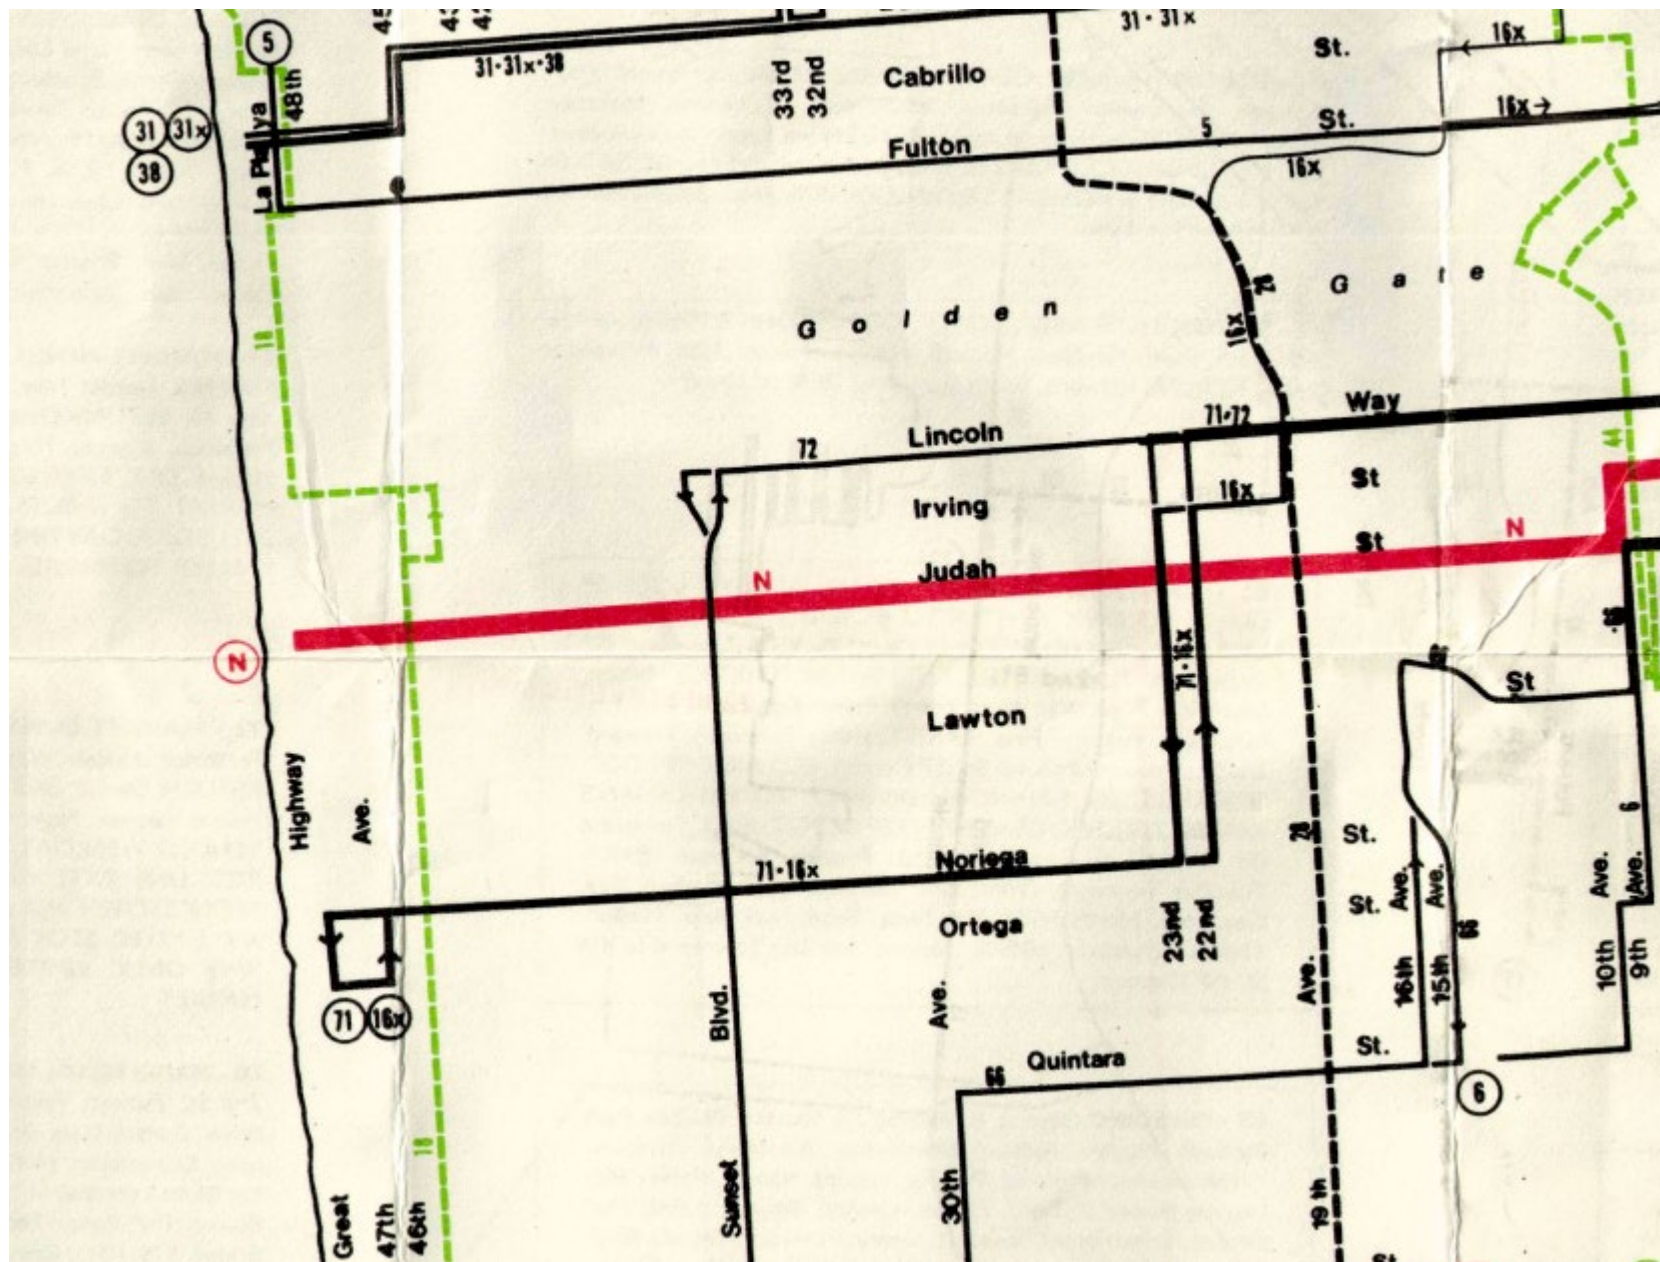 5
48th
La Playa
31
31x
38
31·31x·38
33rd
32nd
Cabrillo
St.
31·31x
16x
16x→
Fulton
5
St.
16x
18
Golden
Gate
28
16x
71·72
Way
72
Lincoln
44
Irving
16x
St
Judah
St
N
N
N
71·16x
Lawton
St
66
Highway
Ave.
Noriega
71·16x
28
St.
6
Ortega
St.
Ave.
Ave.
Ave.
Ave.
23nd
22nd
66
16th
15th
10th
9th
71
16x
Blvd.
Ave.
Ave.
Quintara
St.
66
6
18
Great
47th
46th
Sunset
30th
19th
St